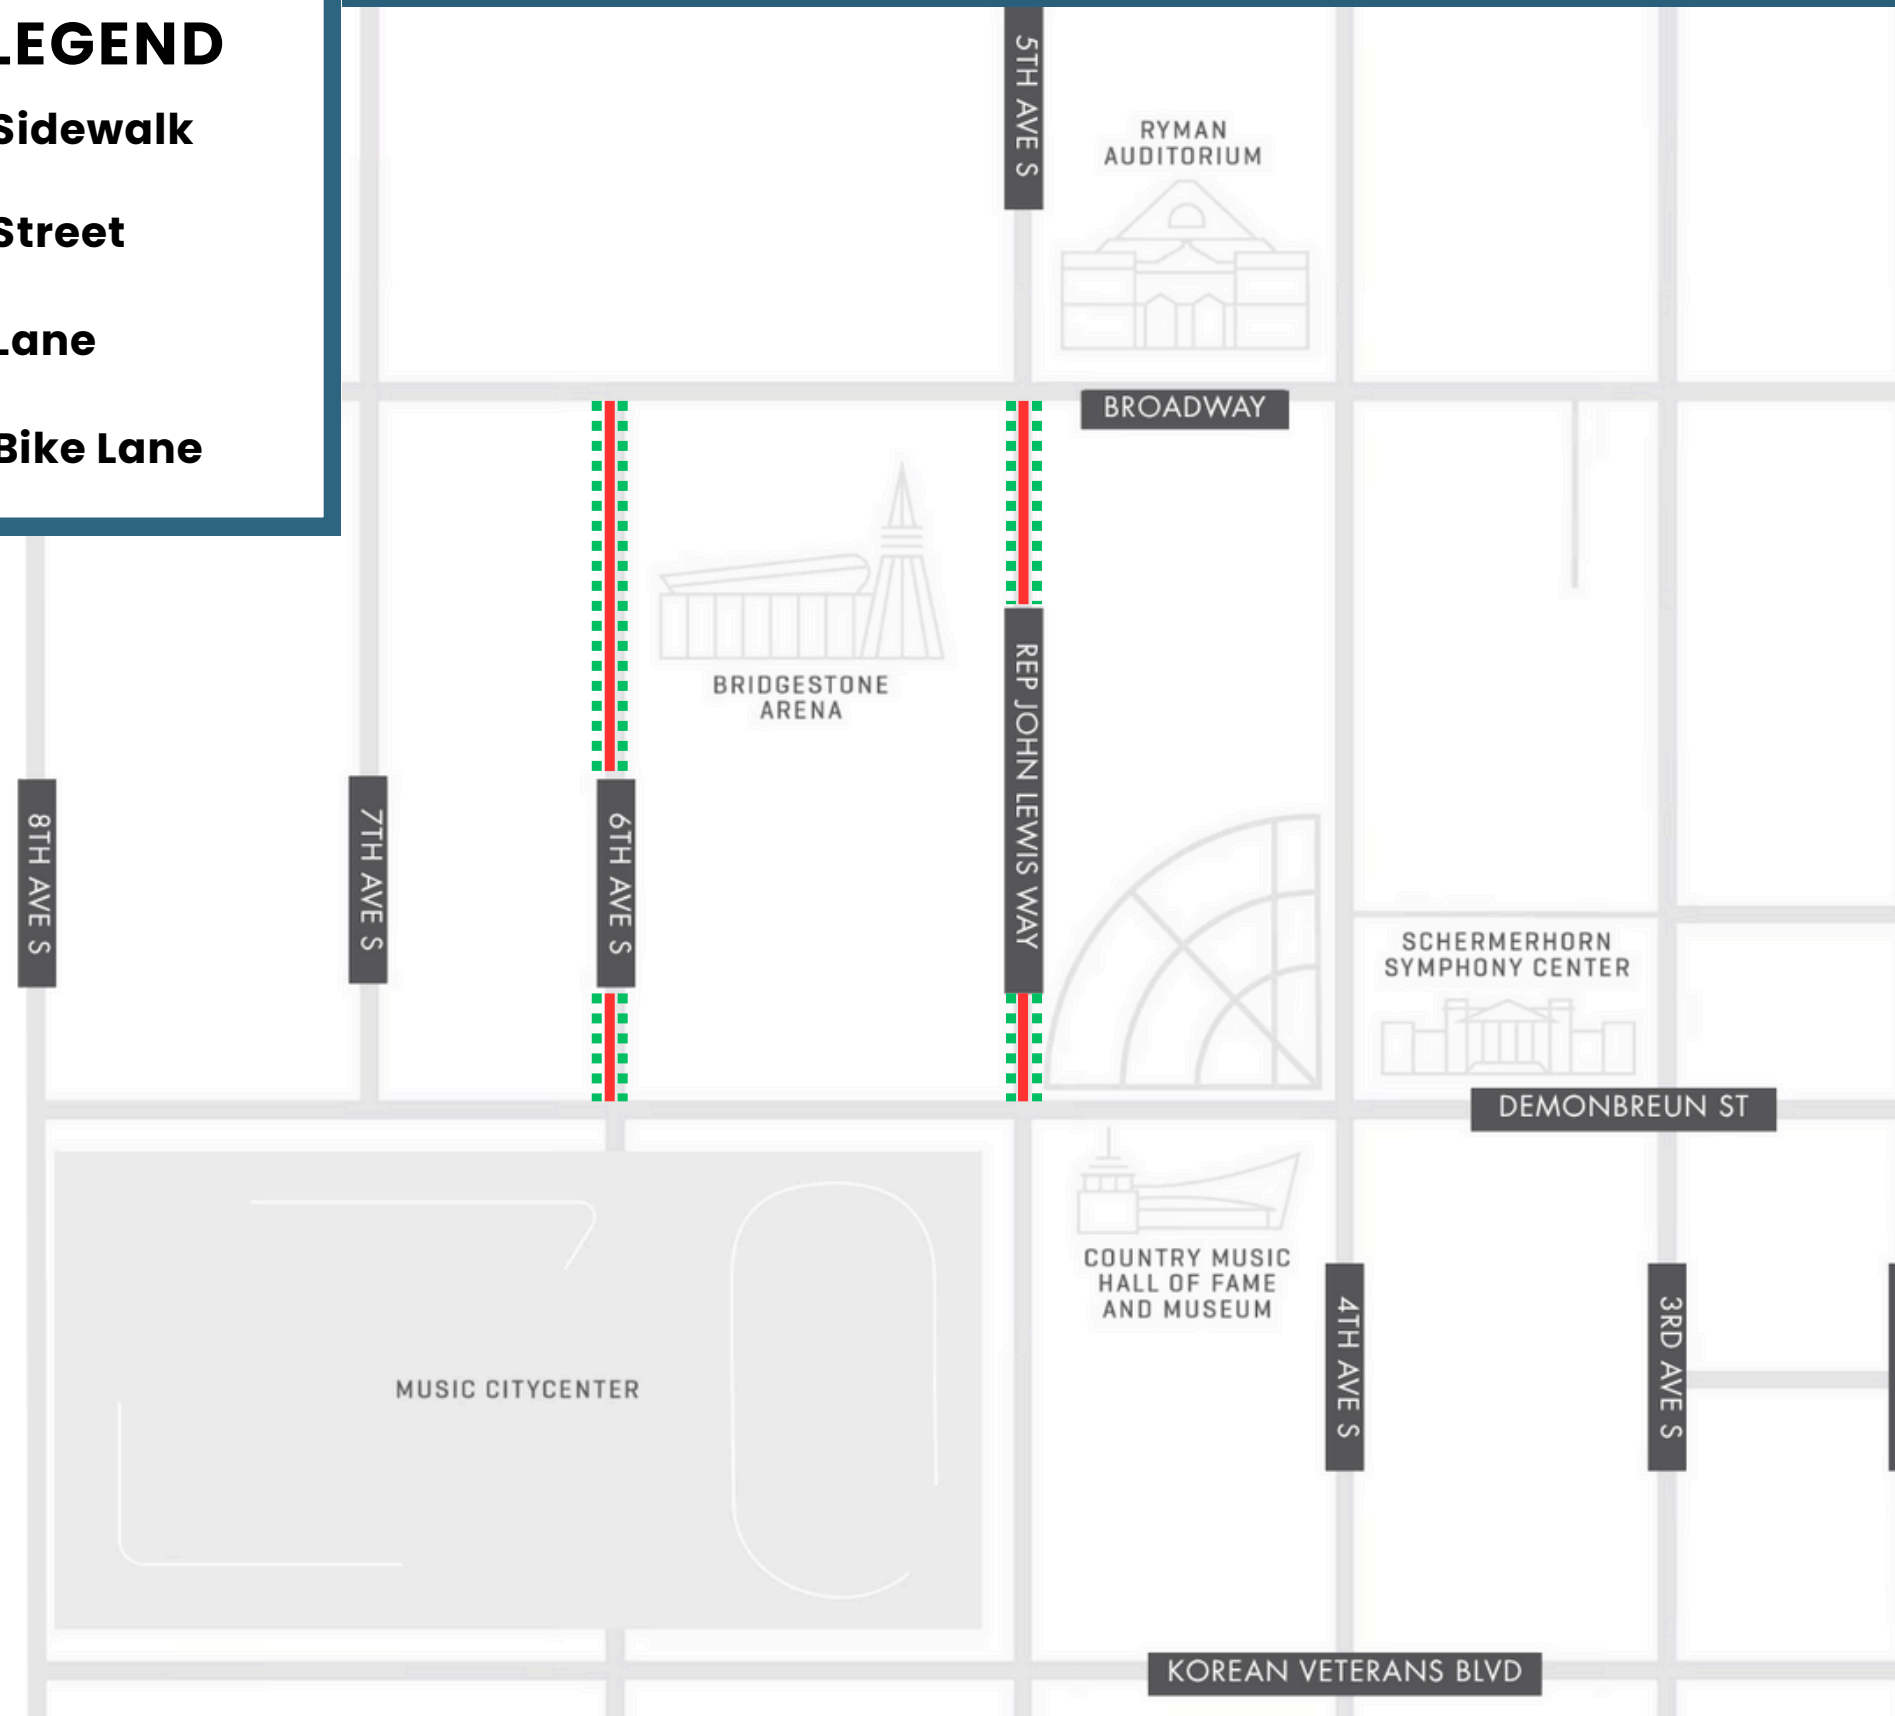 LEGEND
Sidewalk
Street
Lane
Bike Lane
5TH AVE S
RYMAN
AUDITORIUM
BROADWAY
BRIDGESTONE
ARENA
REP JOHN LEWIS WAY
8TH AVE S
7TH AVE S
6TH AVE S
SCHERMERHORN
SYMPHONY CENTER
DEMONBREUN ST
COUNTRY MUSIC
HALL OF FAME
AND MUSEUM
4TH AVE S
3RD AVE S
MUSIC CITYCENTER
KOREAN VETERANS BLVD